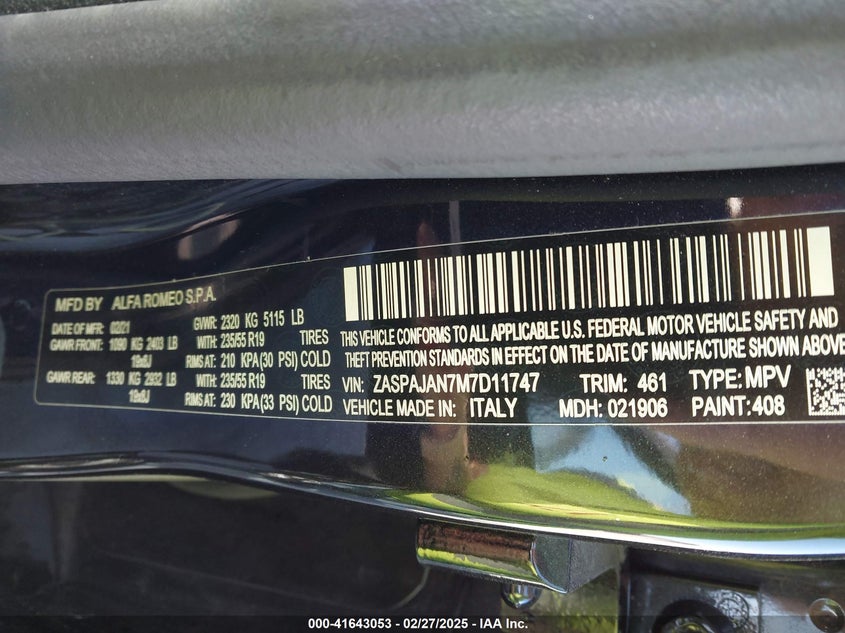 MFD BY ALFA ROMEO S.P.A.
DATE OF MFR: 02/21 GVWR: 2320 KG 5115 LB
GAWR FRONT: 1090 KG 2403 LB WITH: 235/55 R19 TIRES
19x8J RIMS AT: 210 KPA(30 PSI) COLD
GAWR REAR: 1330 KG 2932 LB WITH: 235/55 R19 TIRES
19x8J RIMS AT: 230 KPA(33 PSI) COLD
THIS VEHICLE CONFORMS TO ALL APPLICABLE U.S. FEDERAL MOTOR VEHICLE SAFETY AND
THEFT PREVENTION STANDARDS IN EFFECT ON THE DATE OF MANUFACTURE SHOWN ABOVE
VIN: ZASPAJAN7M7D11747 TRIM: 461 TYPE: MPV
VEHICLE MADE IN: ITALY MDH: 021906 PAINT: 408
000-41643053 - 02/27/2025 - IAA Inc.